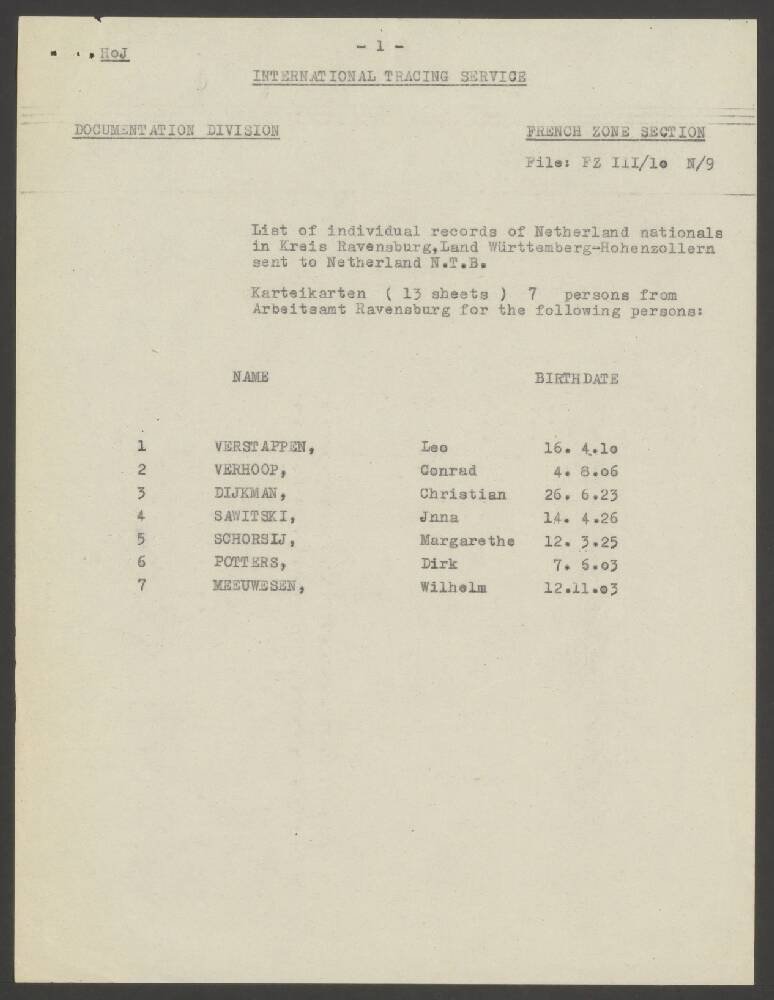 HoJ
- 1 -
INTERNATIONAL TRACING SERVICE
DOCUMENTATION DIVISION FRENCH ZONE SECTION
File: FZ III/1o N/9
List of individual records of Netherland nationals
in Kreis Ravensburg,Land Württemberg-Hohenzollern
sent to Netherland N.T.B.
Karteikarten ( 13 sheets ) 7 persons from
Arbeitsamt Ravensburg for the following persons:
NAME BIRTHDATE
1 VERSTAPPEN, Leo 16. 4.1o
2 VERHOOP, Conrad 4. 8.o6
3 DIJKMAN, Christian 26. 6.23
4 SAWITSKI, Jnna 14. 4.26
5 SCHORSIJ, Margarethe 12. 3.25
6 POTTERS, Dirk 7. 6.o3
7 MEEUWESEN, Wilhelm 12.11.o3